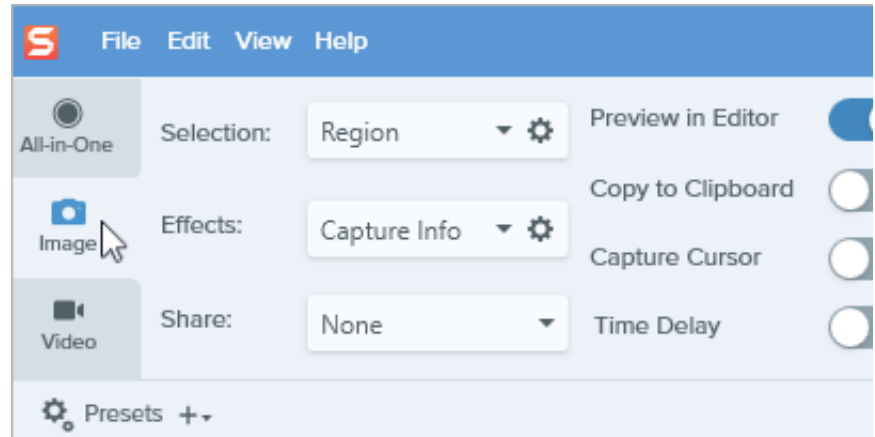 S
File Edit View Help
All-in-One
Image
Video
Selection: Region
Effects: Capture Info
Share: None
Preview in Editor
Copy to Clipboard
Capture Cursor
Time Delay
Presets +